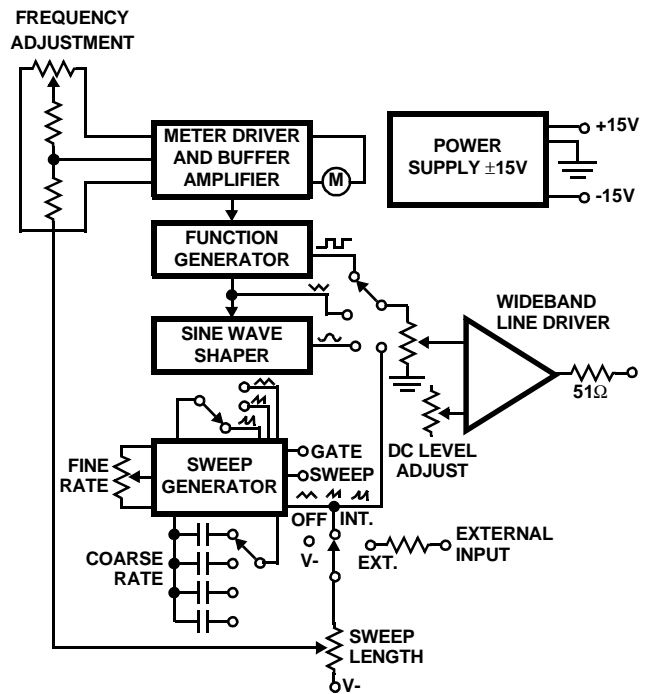 FREQUENCY
ADJUSTMENT
METER DRIVER
AND BUFFER
AMPLIFIER
M
POWER
SUPPLY ±15V
+15V
-15V
FUNCTION
GENERATOR
SINE WAVE
SHAPER
WIDEBAND
LINE DRIVER
51Ω
DC LEVEL
ADJUST
FINE
RATE
SWEEP
GENERATOR
GATE
SWEEP
OFF
INT.
V-
EXT.
EXTERNAL
INPUT
COARSE
RATE
SWEEP
LENGTH
V-